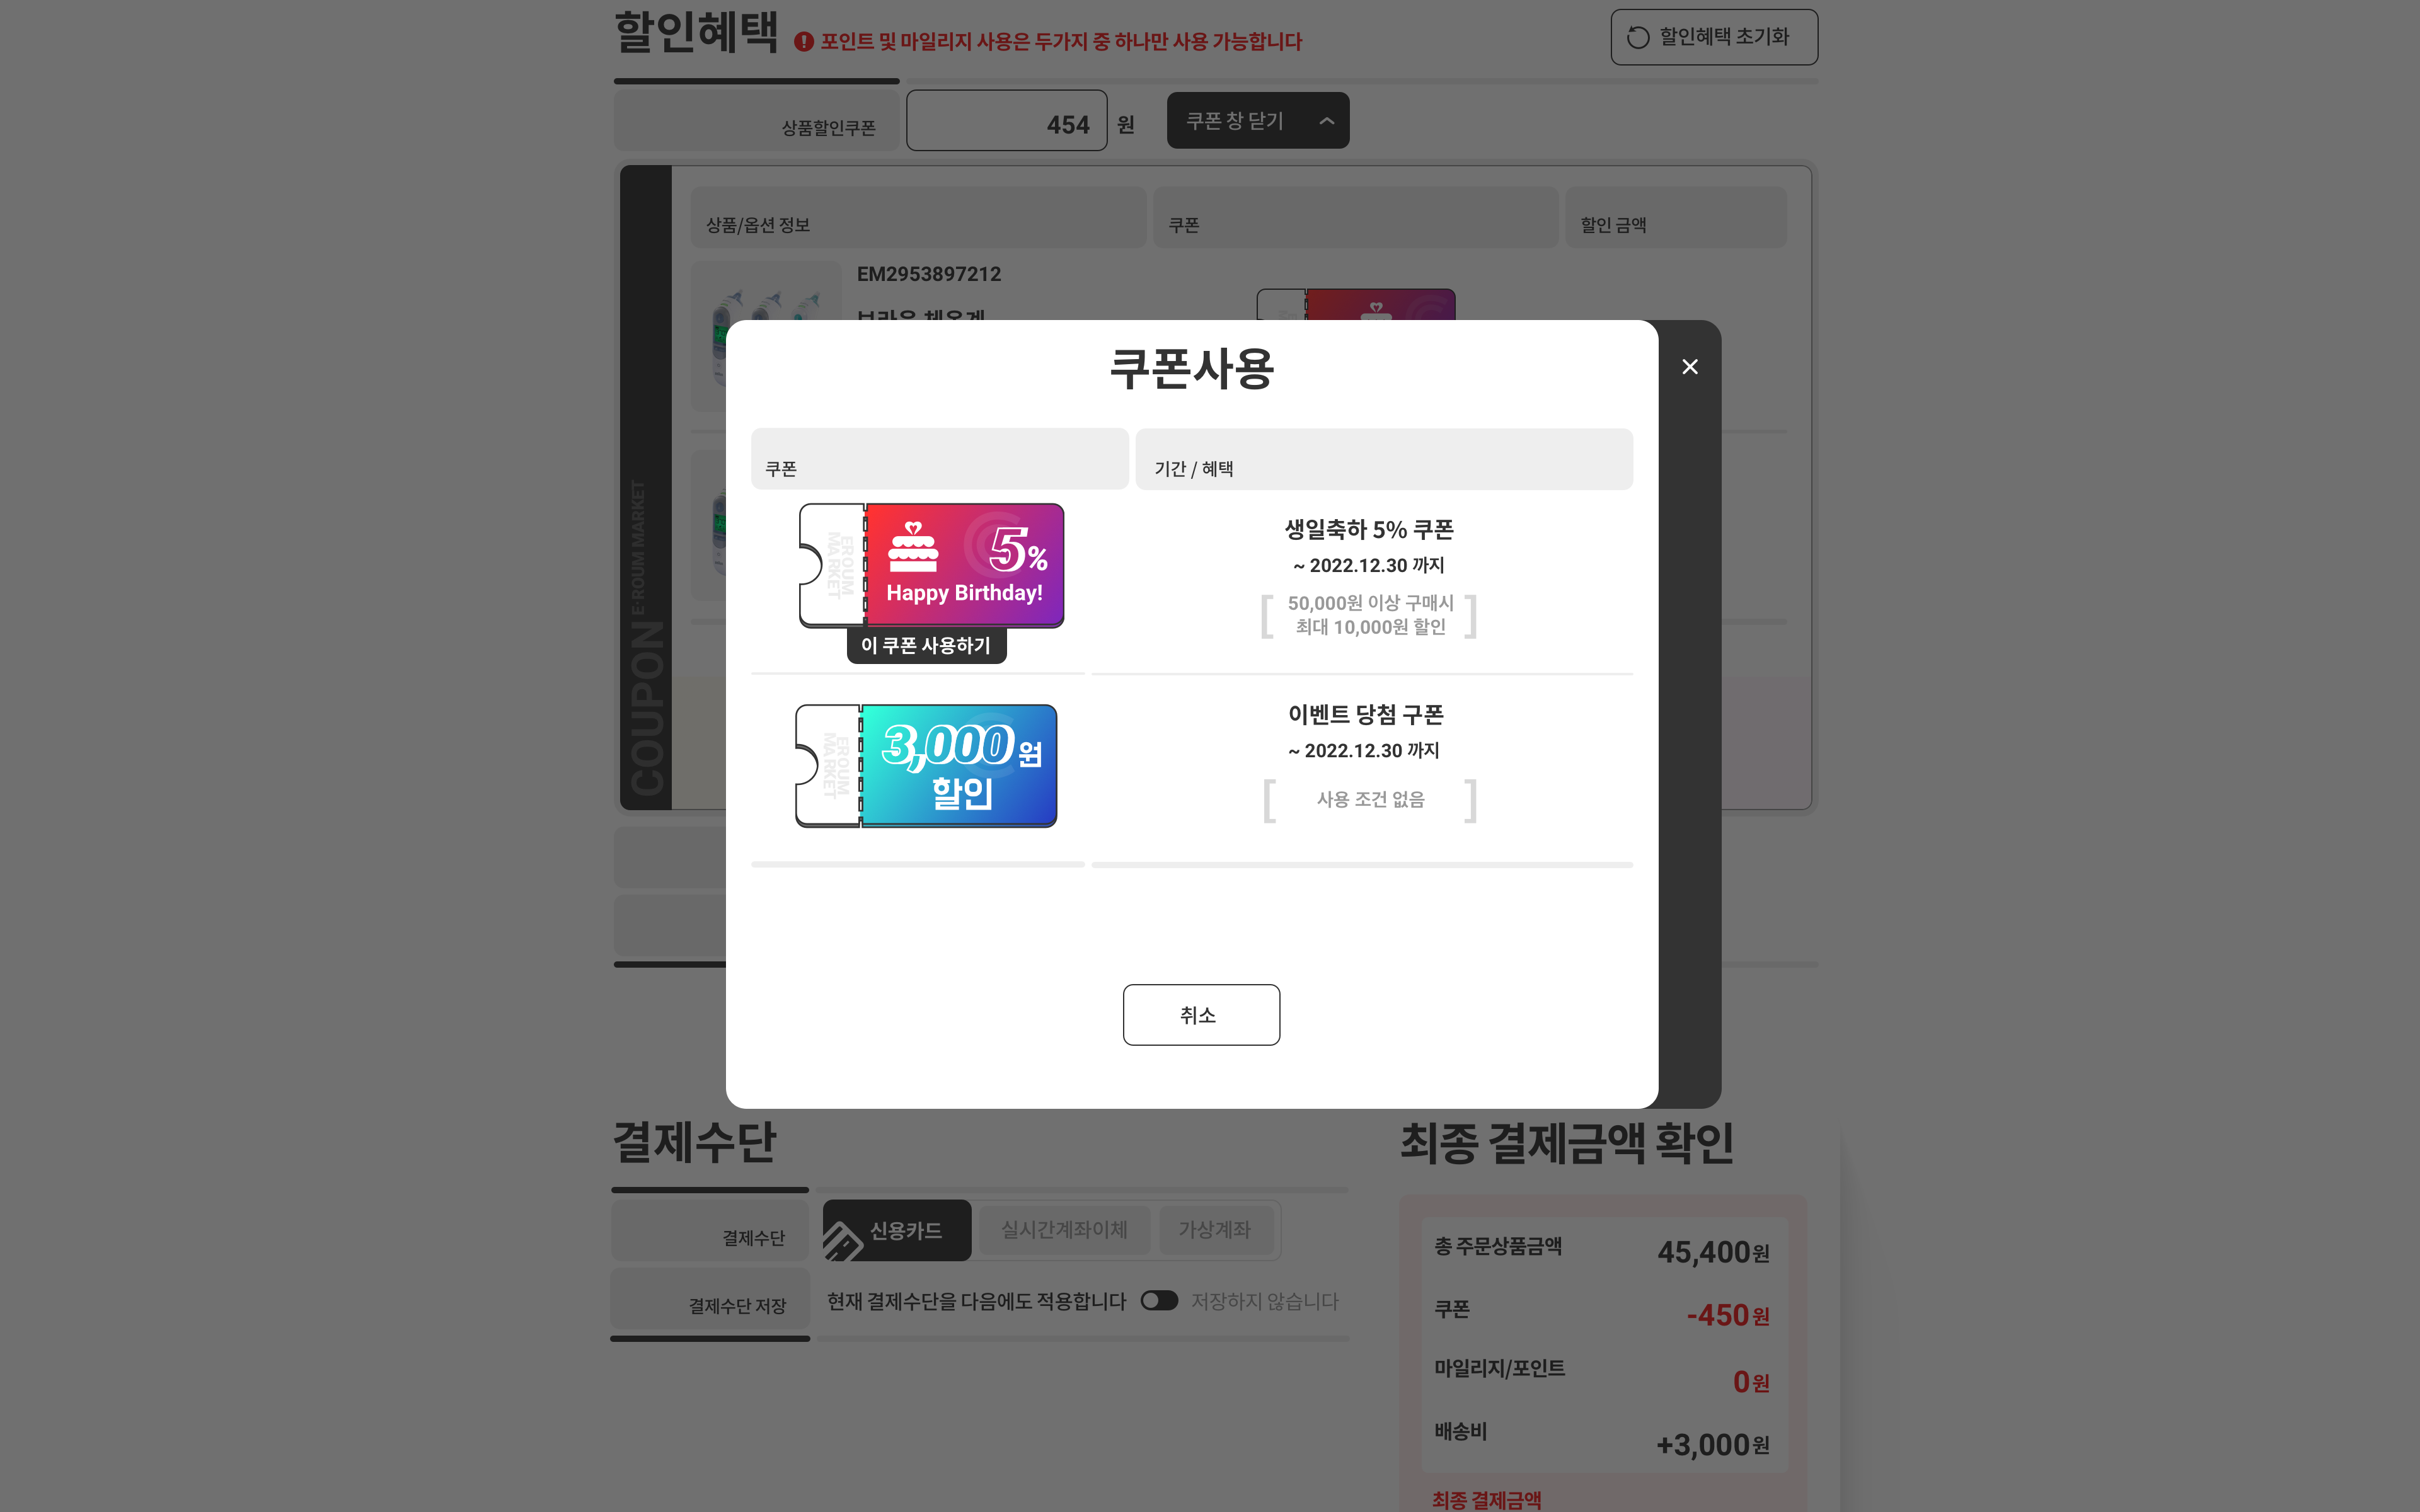 할인혜택
포인트 및 마일리지 사용은 두가지 중 하나만 사용 가능합니다
할인혜택 초기화
상품할인쿠폰
454 원
쿠폰 창 닫기
상품/옵션 정보
쿠폰
할인 금액
EM2953897212
브라운 체온계
COUPON E·ROUM MARKET
쿠폰사용
쿠폰
기간 / 혜택
EROUM
MARKET
5%
Happy Birthday!
이 쿠폰 사용하기
생일축하 5% 쿠폰
~ 2022.12.30 까지
50,000원 이상 구매시
최대 10,000원 할인
EROUM
MARKET
3,000원
할인
이벤트 당첨 구폰
~ 2022.12.30 까지
사용 조건 없음
취소
결제수단
결제수단
신용카드
실시간계좌이체
가상계좌
결제수단 저장
현재 결제수단을 다음에도 적용합니다
저장하지 않습니다
최종 결제금액 확인
총 주문상품금액
45,400원
쿠폰
-450원
마일리지/포인트
0원
배송비
+3,000원
최종 결제금액